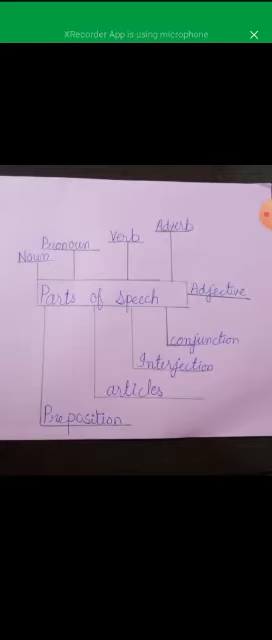 XRecorder App is using microphone
Adverb
Verb
Pronoun
Noun
Parts of Speech
Adjective
conjunction
Interjection
articles
Preposition